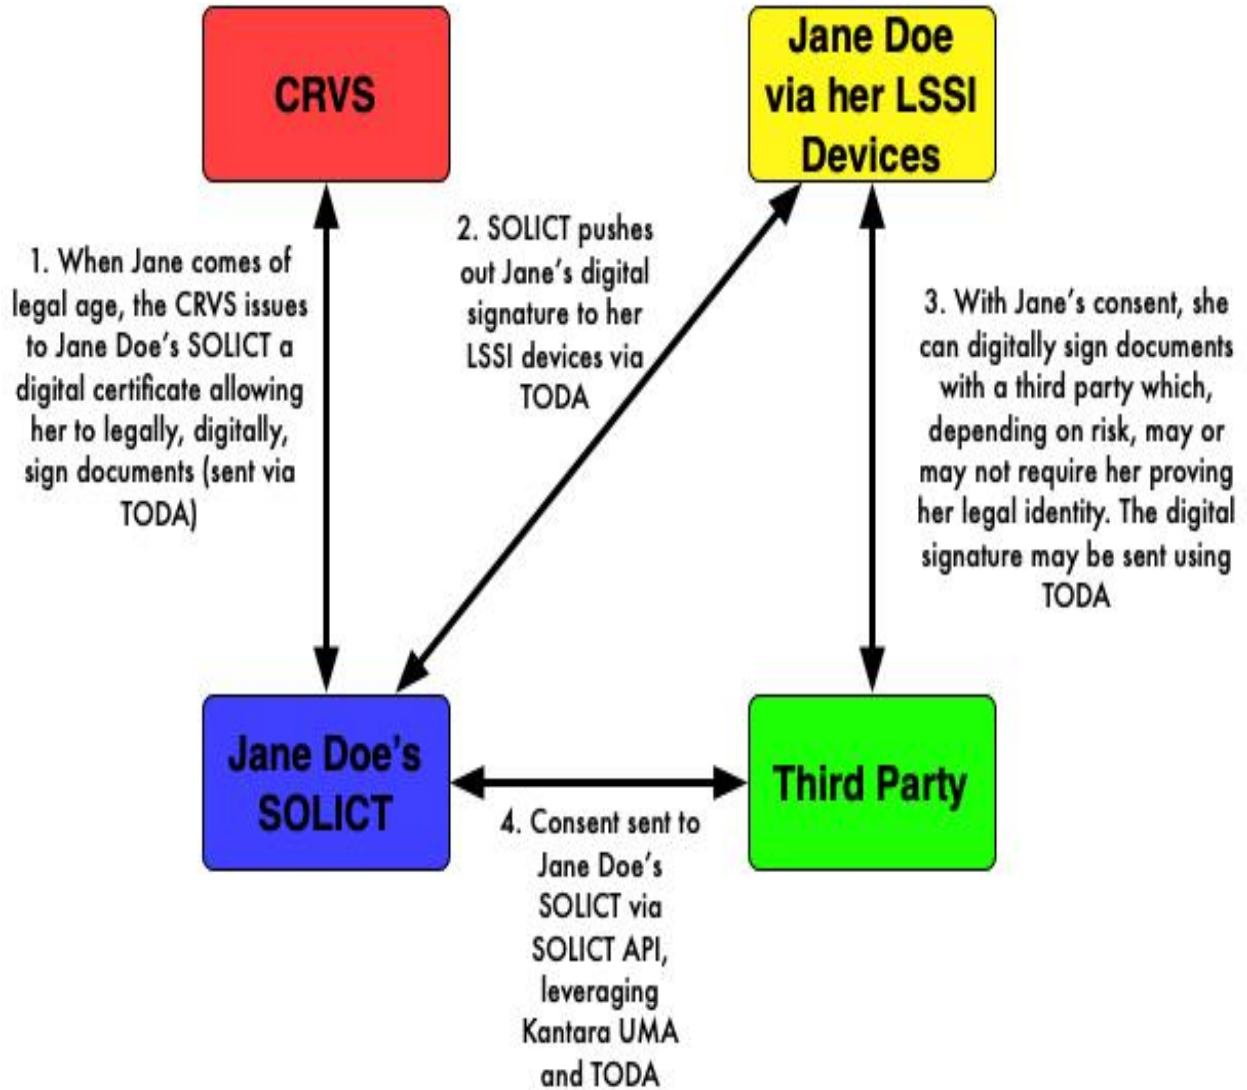 CRVS
Jane Doe
via her LSSI
Devices
1. When Jane comes of
legal age, the CRVS issues
to Jane Doe's SOLICT a
digital certificate allowing
her to legally, digitally,
sign documents (sent via
TODA)
2. SOLICT pushes
out Jane's digital
signature to her
LSSI devices via
TODA
3. With Jane's consent, she
can digitally sign documents
with a third party which,
depending on risk, may or
may not require her proving
her legal identity. The digital
signature may be sent using
TODA
Jane Doe's
SOLICT
Third Party
4. Consent sent to
Jane Doe's
SOLICT via
SOLICT API,
leveraging
Kantara UMA
and TODA